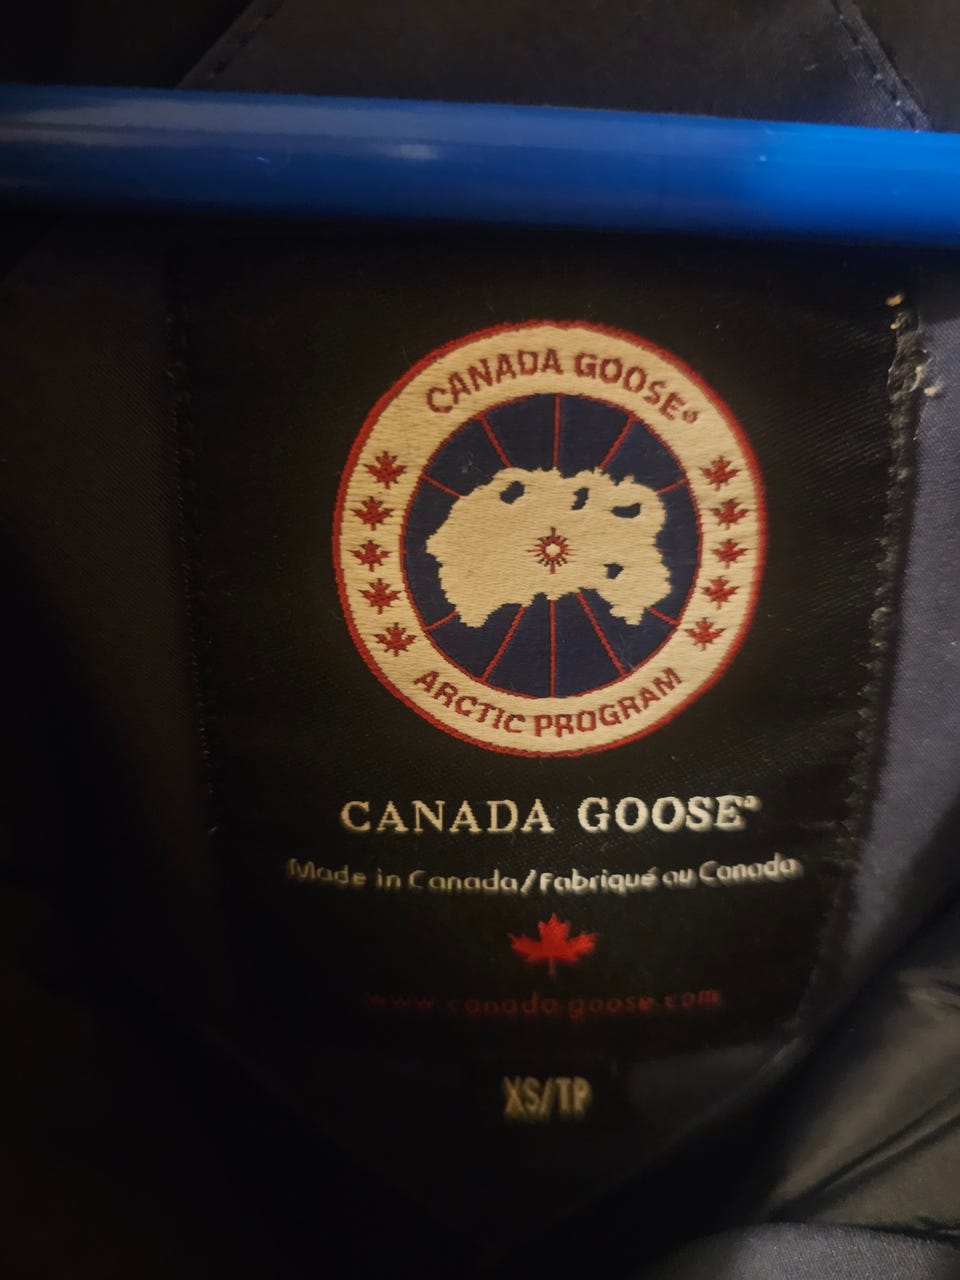 CANADA GOOSE®
ARCTIC PROGRAM
CANADA GOOSE®
Made in Canada/Fabriqué au Canada
www.canada-goose.com
XS/TP